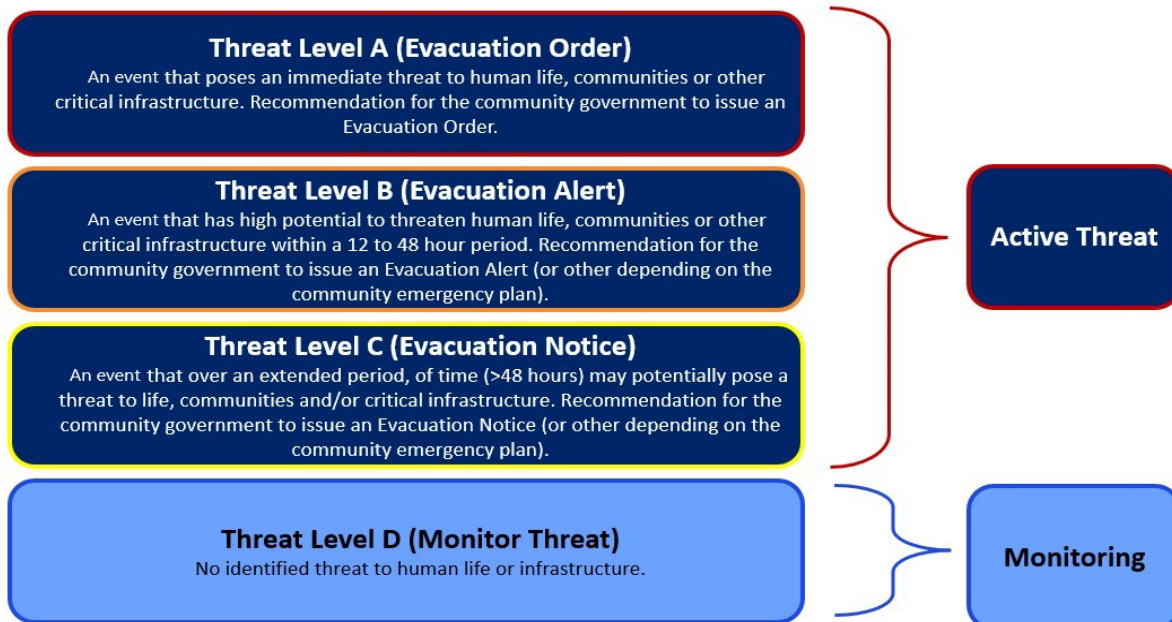 Threat Level A (Evacuation Order)
An event that poses an immediate threat to human life, communities or other
critical infrastructure. Recommendation for the community government to issue an
Evacuation Order.
Threat Level B (Evacuation Alert)
An event that has high potential to threaten human life, communities or other
critical infrastructure within a 12 to 48 hour period. Recommendation for the
community government to issue an Evacuation Alert (or other depending on the
community emergency plan).
Threat Level C (Evacuation Notice)
An event that over an extended period, of time (>48 hours) may potentially pose a
threat to life, communities and/or critical infrastructure. Recommendation for the
community government to issue an Evacuation Notice (or other depending on the
community emergency plan).
Active Threat
Threat Level D (Monitor Threat)
No identified threat to human life or infrastructure.
Monitoring